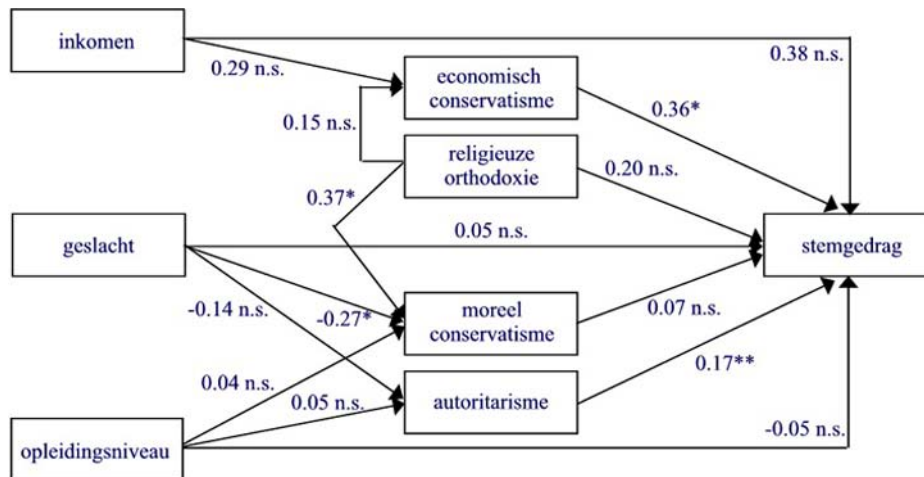 inkomen
0.38 n.s.
0.29 n.s.
economisch
conservatisme
0.36*
0.15 n.s.
religieuze
orthodoxie
0.20 n.s.
0.37*
geslacht
0.05 n.s.
stemgedrag
-0.14 n.s.
-0.27*
moreel
conservatisme
0.07 n.s.
0.04 n.s.
0.17**
0.05 n.s.
autoritarisme
-0.05 n.s.
opleidingsniveau